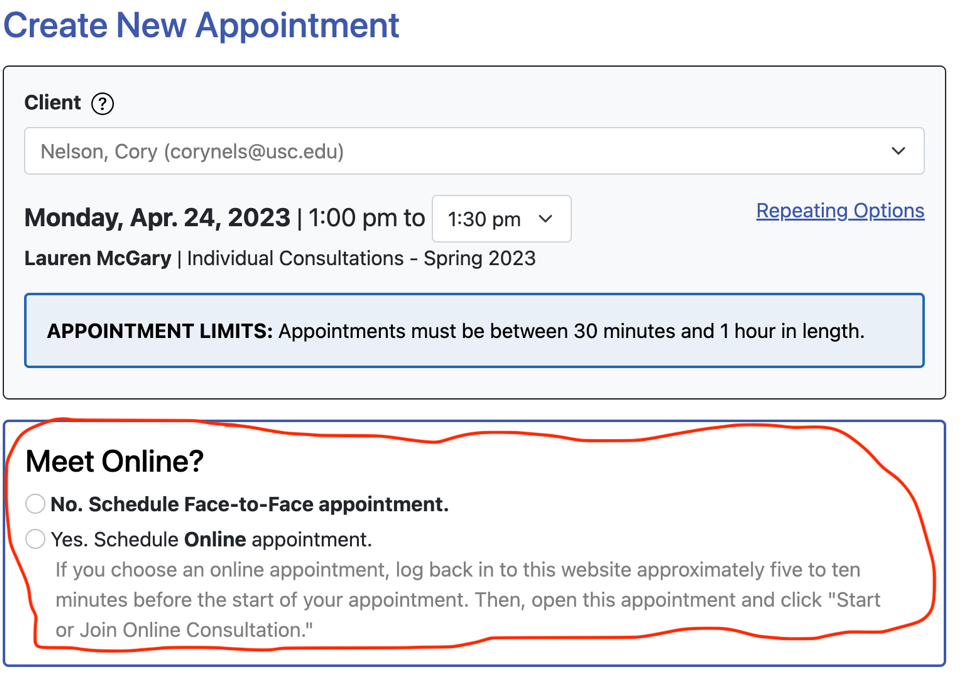 Create New Appointment
Client ?
Nelson, Cory (corynels@usc.edu)
Monday, Apr. 24, 2023 | 1:00 pm to 1:30 pm Repeating Options
Lauren McGary | Individual Consultations - Spring 2023
APPOINTMENT LIMITS: Appointments must be between 30 minutes and 1 hour in length.
Meet Online?
No. Schedule Face-to-Face appointment.
Yes. Schedule Online appointment.
If you choose an online appointment, log back in to this website approximately five to ten
minutes before the start of your appointment. Then, open this appointment and click "Start
or Join Online Consultation."